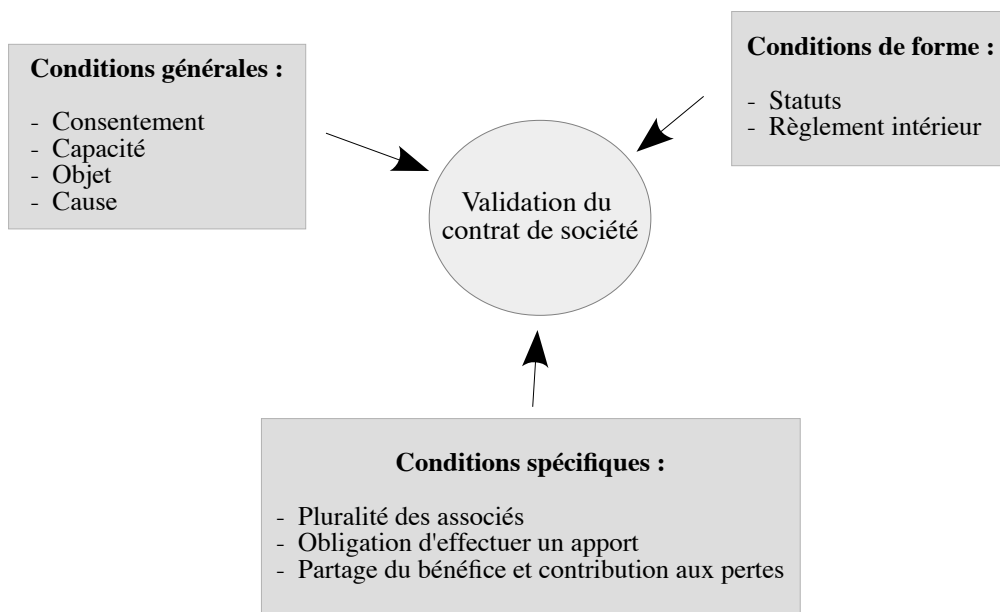 Conditions générales :
- Consentement
- Capacité
- Objet
- Cause
Conditions de forme :
- Statuts
- Règlement intérieur
Validation du
contrat de société
Conditions spécifiques :
- Pluralité des associés
- Obligation d'effectuer un apport
- Partage du bénéfice et contribution aux pertes